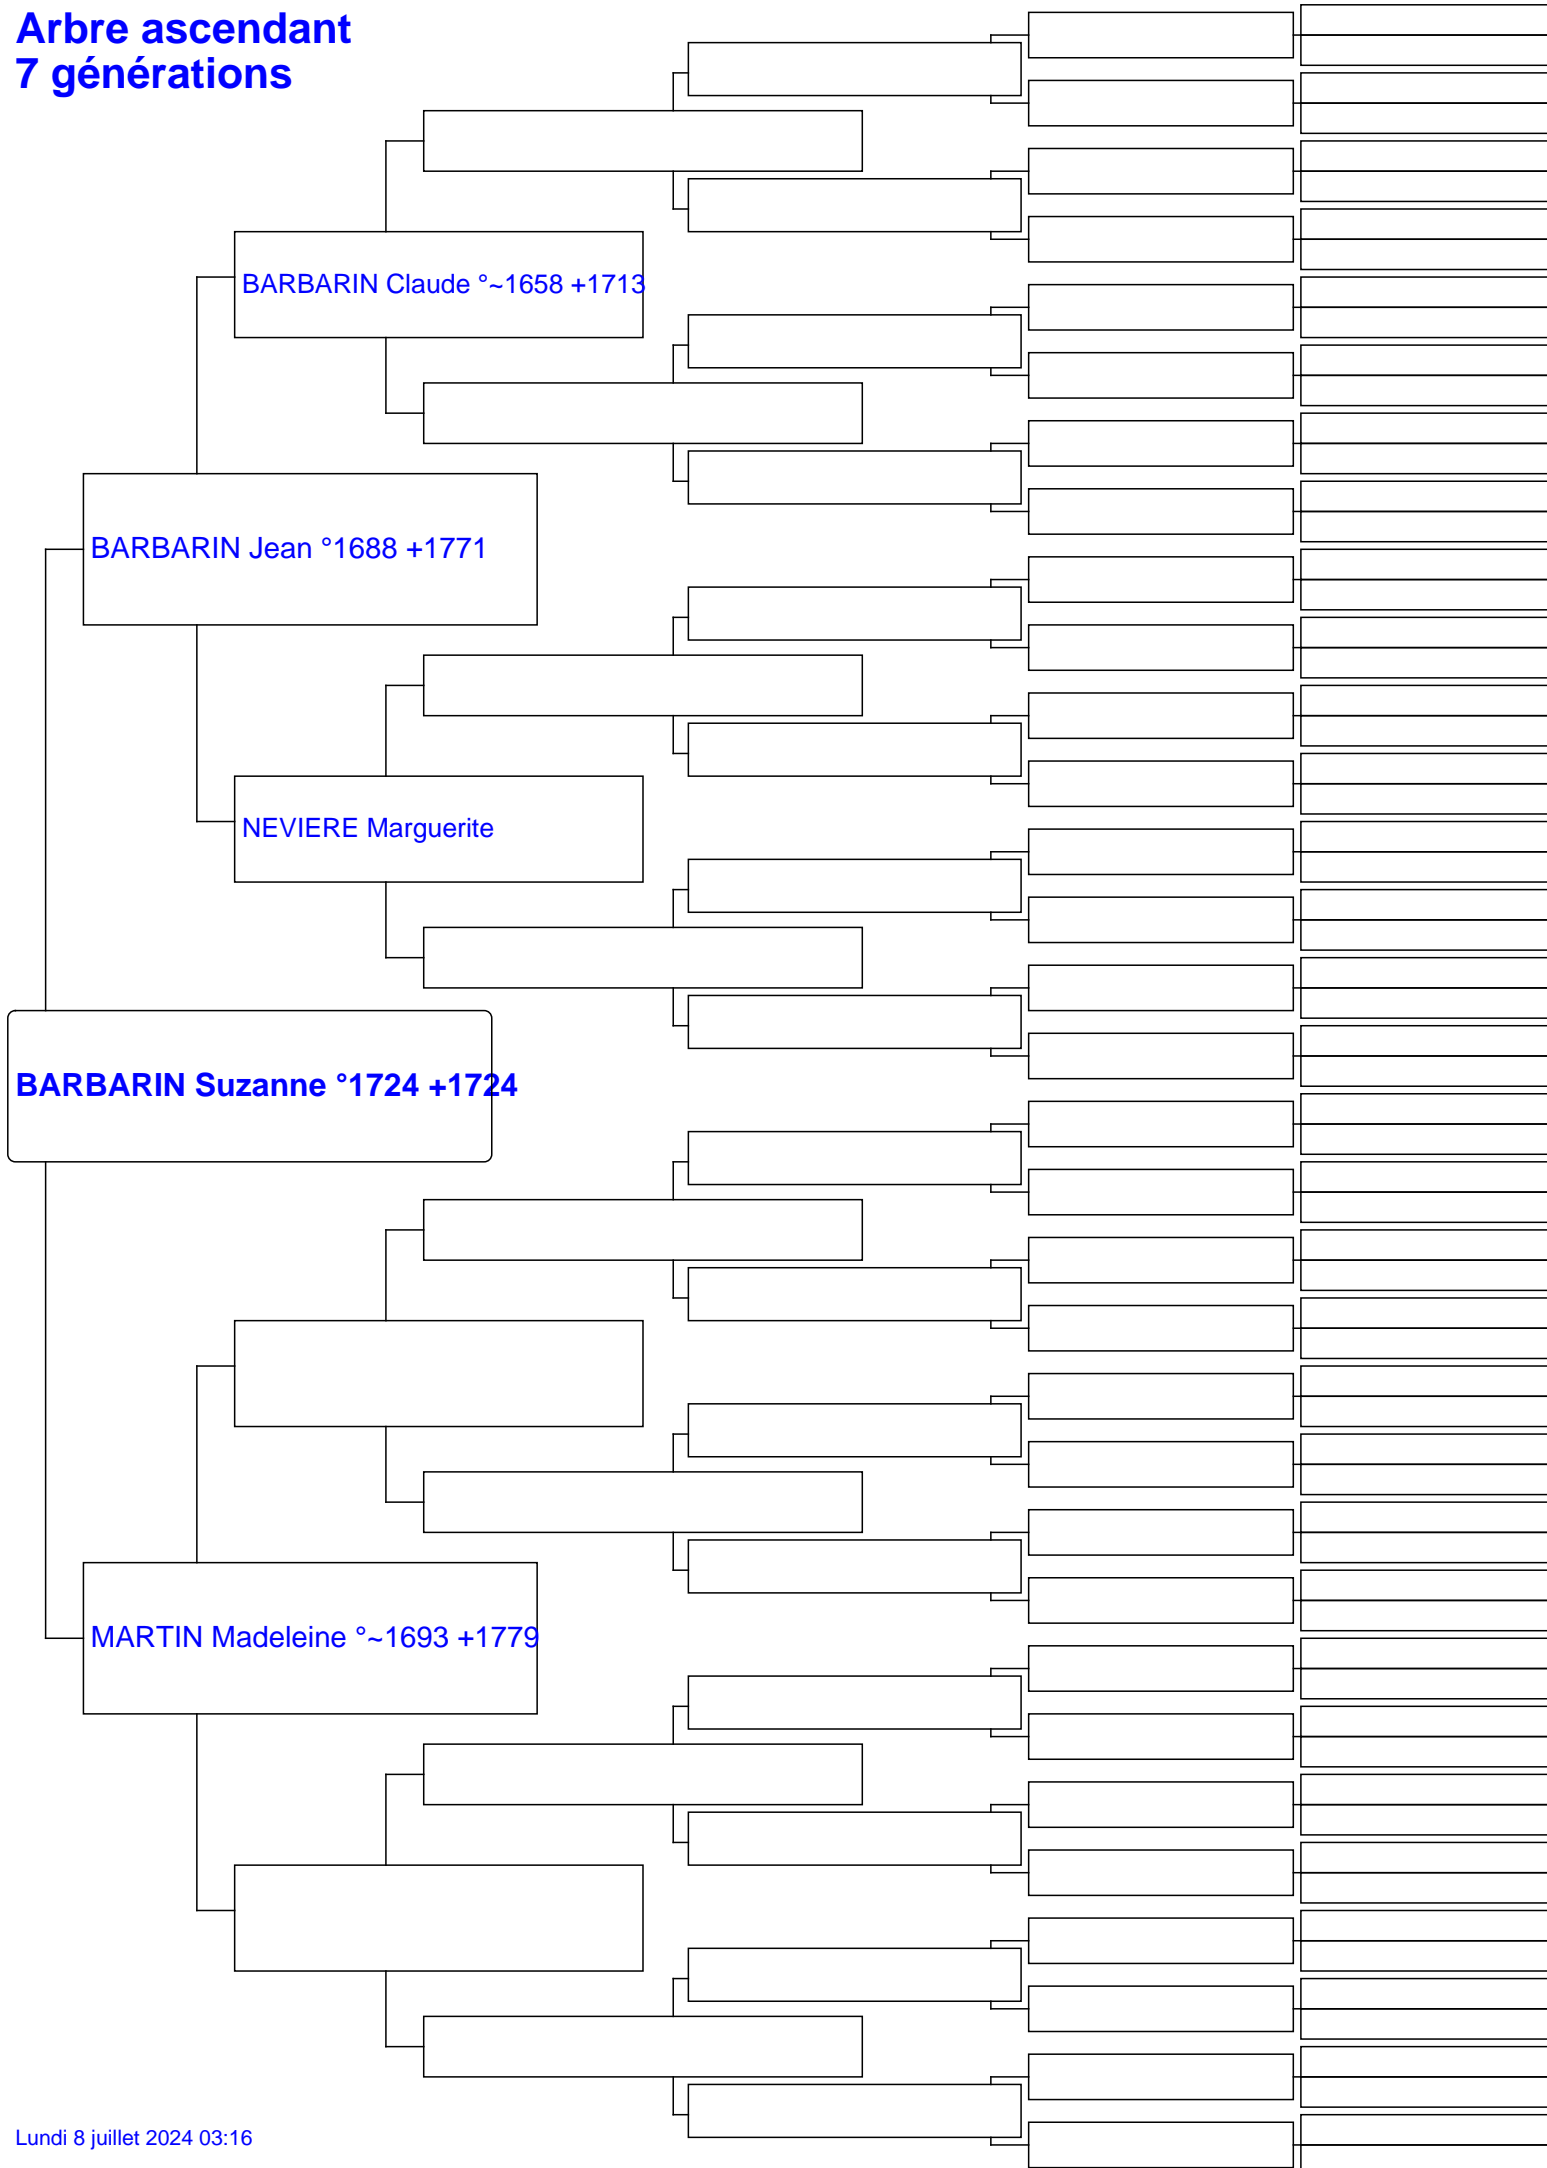 Arbre ascendant
7 générations
BARBARIN Claude °~1658 +1713
BARBARIN Jean °1688 +1771
NEVIERE Marguerite
BARBARIN Suzanne °1724 +1724
MARTIN Madeleine °~1693 +1779
Lundi 8 juillet 2024 03:16